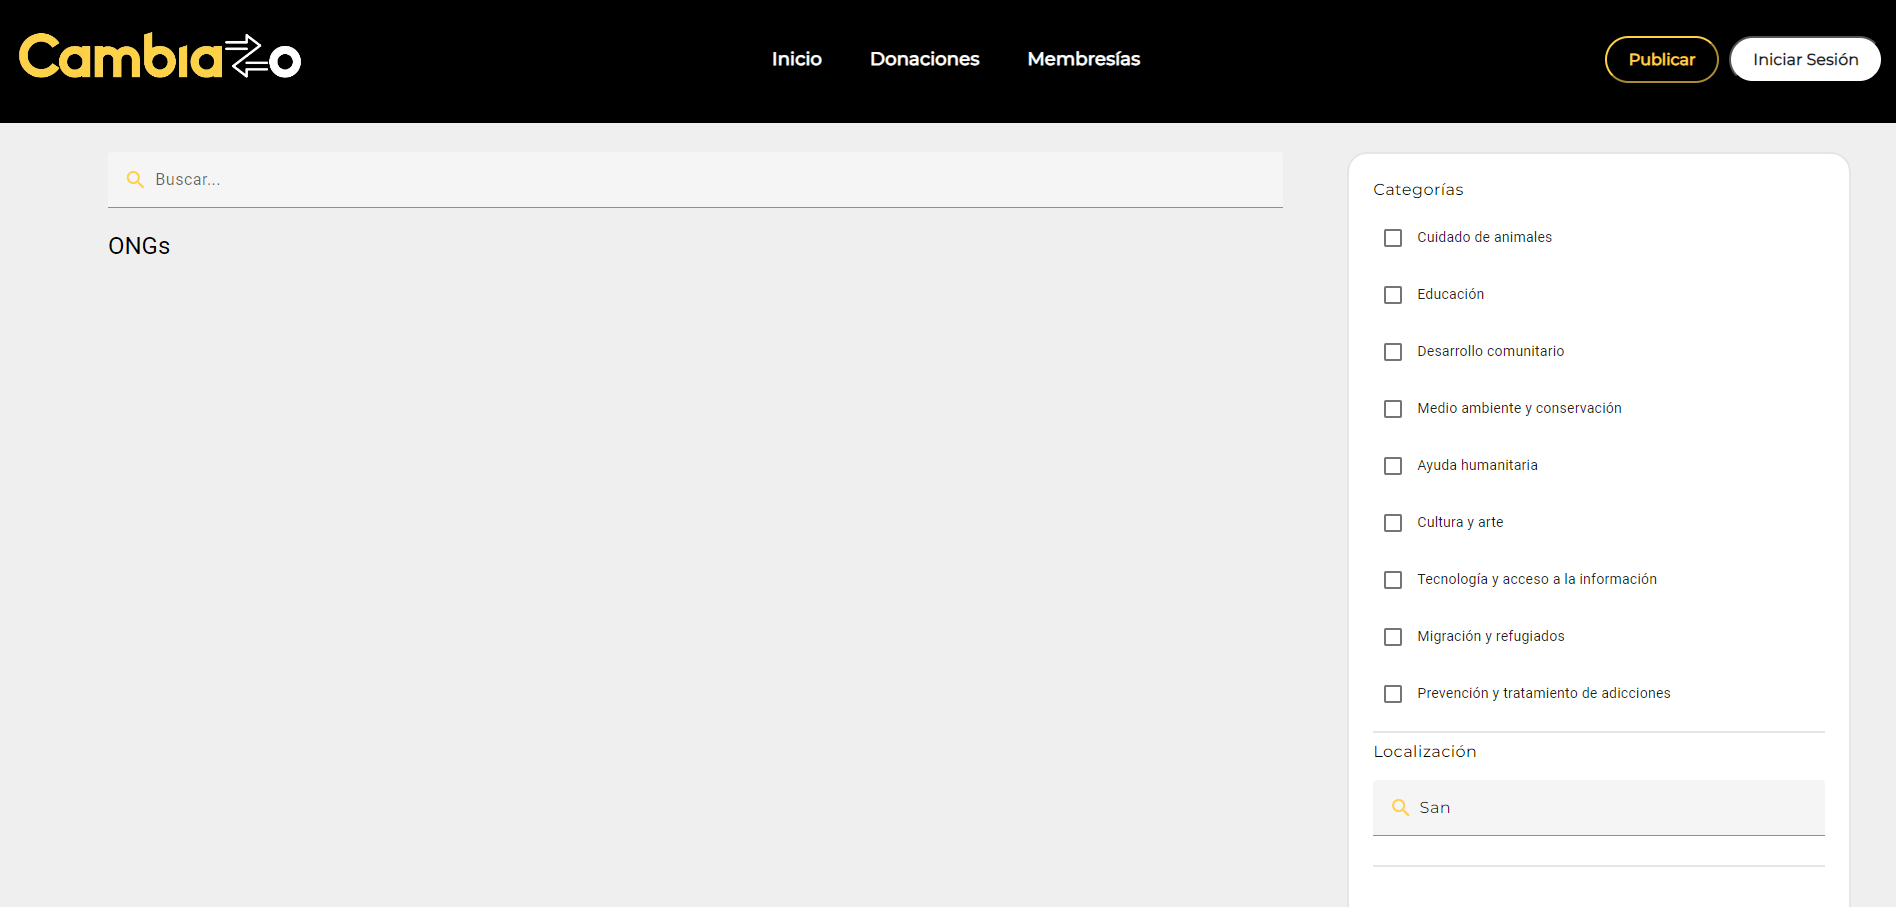 Cambiazo
Inicio
Donaciones
Membresías
Publicar
Iniciar Sesión
Buscar...
ONGs
Categorías
Cuidado de animales
Educación
Desarrollo comunitario
Medio ambiente y conservación
Ayuda humanitaria
Cultura y arte
Tecnología y acceso a la información
Migración y refugiados
Prevención y tratamiento de adicciones
Localización
San